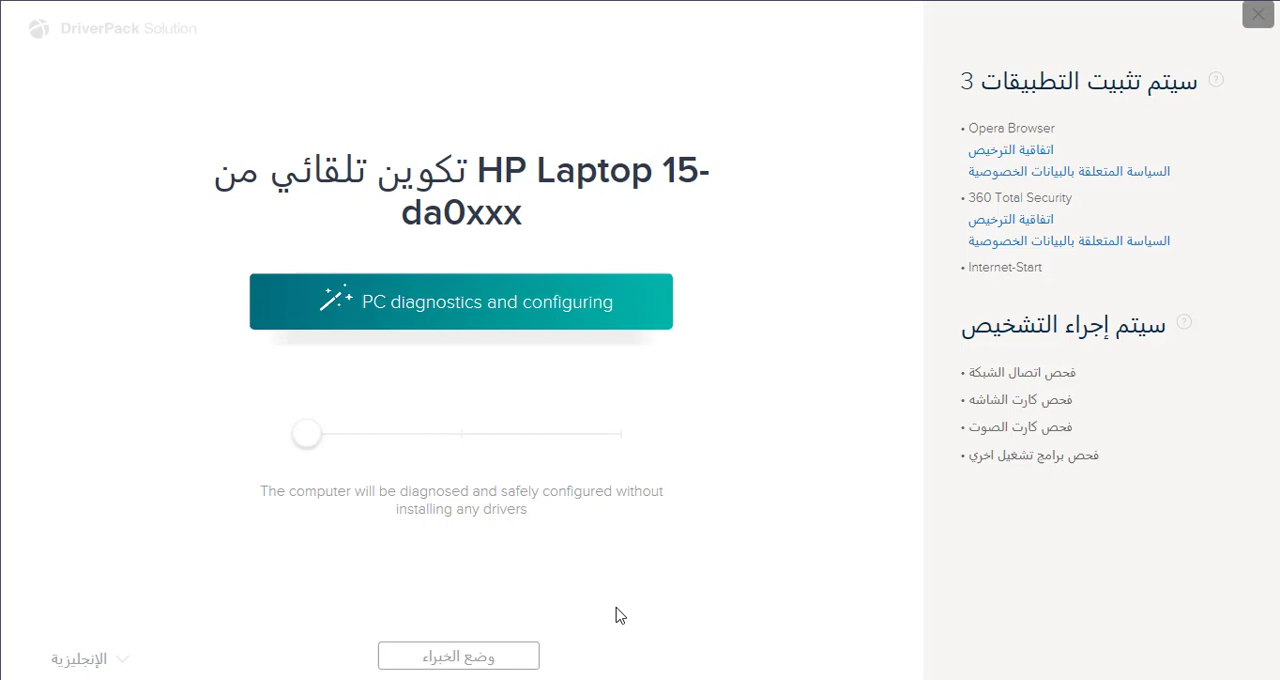 DriverPack Solution
تكوين تلقائي من HP Laptop 15-
da0xxx
PC diagnostics and configuring
The computer will be diagnosed and safely configured without
installing any drivers
وضع الخبراء
الإنجليزية
سيتم تثبيت التطبيقات 3 ?
• Opera Browser
اتفاقية الترخيص
السياسة المتعلقة بالبيانات الخصوصية
• 360 Total Security
اتفاقية الترخيص
السياسة المتعلقة بالبيانات الخصوصية
• Internet-Start
سيتم إجراء التشخيص ?
• فحص اتصال الشبكة
• فحص كارت الشاشه
• فحص كارت الصوت
• فحص برامج تشغيل اخري